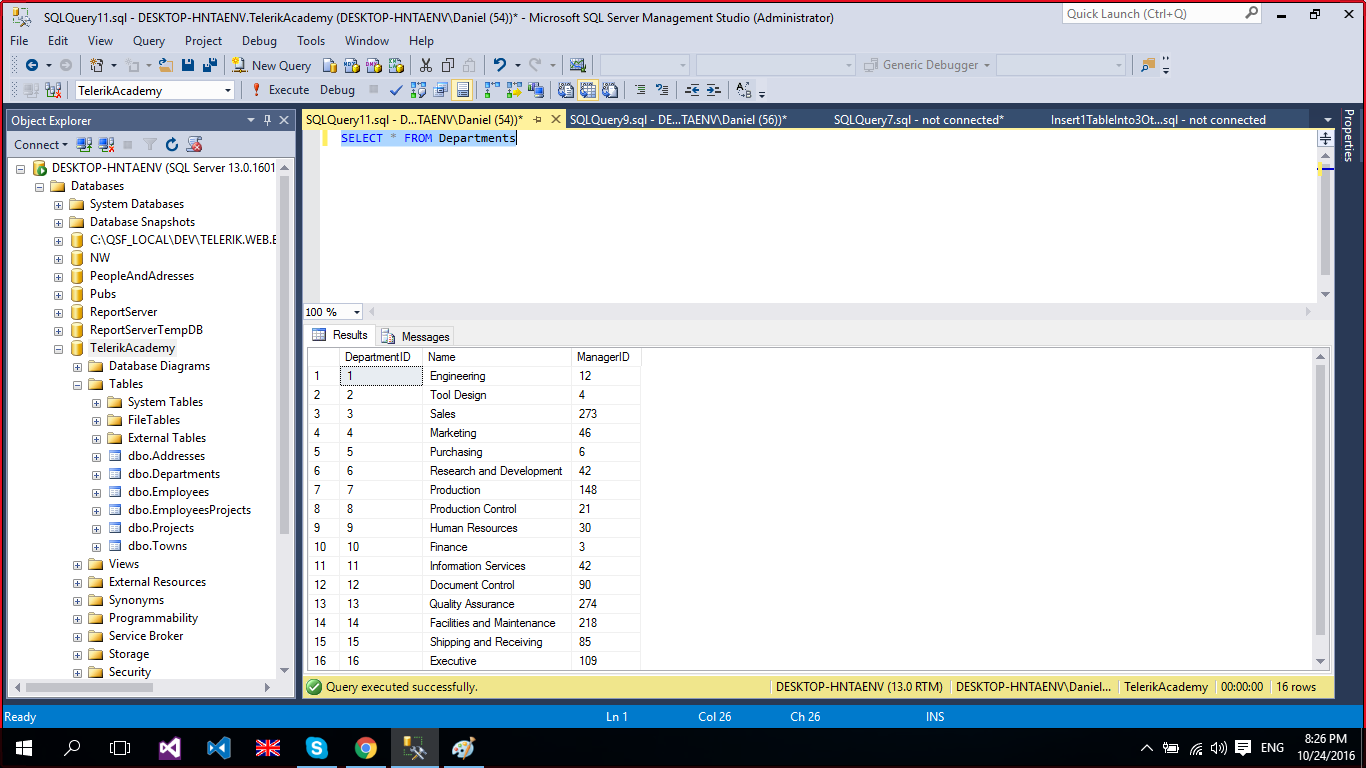 SQLQuery11.sql - DESKTOP-HNTAENV.TelerikAcademy (DESKTOP-HNTAENV\Daniel (54))* - Microsoft SQL Server Management Studio (Administrator)
Quick Launch (Ctrl+Q)
File Edit View Query Project Debug Tools Window Help
New Query
Generic Debugger
TelerikAcademy
Execute Debug
Object Explorer
SQLQuery11.sql - D...TAENV\Daniel (54))*
SQLQuery9.sql - DE...TAENV\Daniel (56))*
SQLQuery7.sql - not connected*
Insert1TableInto3Ot...sql - not connected
Properties
Connect
DESKTOP-HNTAENV (SQL Server 13.0.1601
Databases
System Databases
Database Snapshots
C:\QSF_LOCAL\DEV\TELERIK.WEB.E
NW
PeopleAndAdresses
Pubs
ReportServer
ReportServerTempDB
TelerikAcademy
Database Diagrams
Tables
System Tables
FileTables
External Tables
dbo.Addresses
dbo.Departments
dbo.Employees
dbo.EmployeesProjects
dbo.Projects
dbo.Towns
Views
External Resources
Synonyms
Programmability
Service Broker
Storage
Security
SELECT * FROM Departments
100 %
Results Messages
DepartmentID Name ManagerID
1 1 Engineering 12
2 2 Tool Design 4
3 3 Sales 273
4 4 Marketing 46
5 5 Purchasing 6
6 6 Research and Development 42
7 7 Production 148
8 8 Production Control 21
9 9 Human Resources 30
10 10 Finance 3
11 11 Information Services 42
12 12 Document Control 90
13 13 Quality Assurance 274
14 14 Facilities and Maintenance 218
15 15 Shipping and Receiving 85
16 16 Executive 109
Query executed successfully.
DESKTOP-HNTAENV (13.0 RTM) DESKTOP-HNTAENV\Daniel... TelerikAcademy 00:00:00 16 rows
Ready Ln 1 Col 26 Ch 26 INS
ENG
8:26 PM
10/24/2016